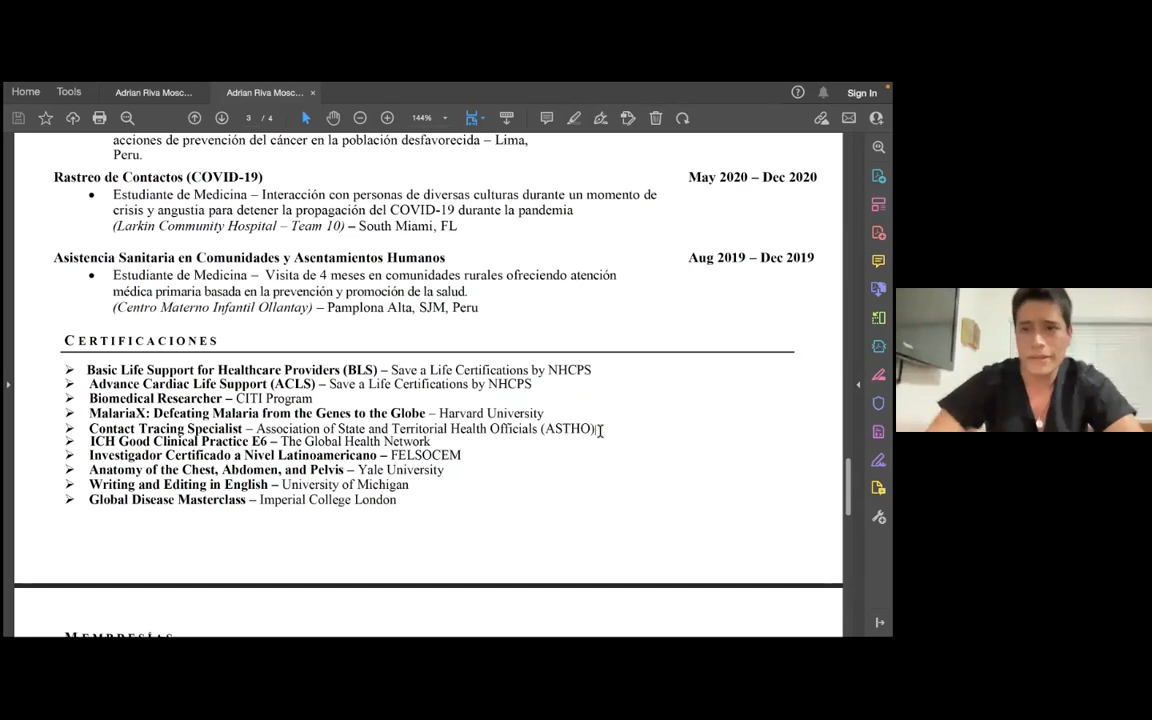 Home Tools Adrian Riva Mosc... Adrian Riva Mosc... × Sign In
3 / 4 144%
acciones de prevención del cáncer en la población desfavorecida – Lima,
Peru.
Rastreo de Contactos (COVID-19) May 2020 – Dec 2020
• Estudiante de Medicina – Interacción con personas de diversas culturas durante un momento de
crisis y angustia para detener la propagación del COVID-19 durante la pandemia
(Larkin Community Hospital – Team 10) – South Miami, FL
Asistencia Sanitaria en Comunidades y Asentamientos Humanos Aug 2019 – Dec 2019
• Estudiante de Medicina – Visita de 4 meses en comunidades rurales ofreciendo atención
médica primaria basada en la prevención y promoción de la salud.
(Centro Materno Infantil Ollantay) – Pamplona Alta, SJM, Peru
CERTIFICACIONES
➢ Basic Life Support for Healthcare Providers (BLS) – Save a Life Certifications by NHCPS
➢ Advance Cardiac Life Support (ACLS) – Save a Life Certifications by NHCPS
➢ Biomedical Researcher – CITI Program
➢ MalariaX: Defeating Malaria from the Genes to the Globe – Harvard University
➢ Contact Tracing Specialist – Association of State and Territorial Health Officials (ASTHO)
➢ ICH Good Clinical Practice E6 – The Global Health Network
➢ Investigador Certificado a Nivel Latinoamericano – FELSOCEM
➢ Anatomy of the Chest, Abdomen, and Pelvis – Yale University
➢ Writing and Editing in English – University of Michigan
➢ Global Disease Masterclass – Imperial College London